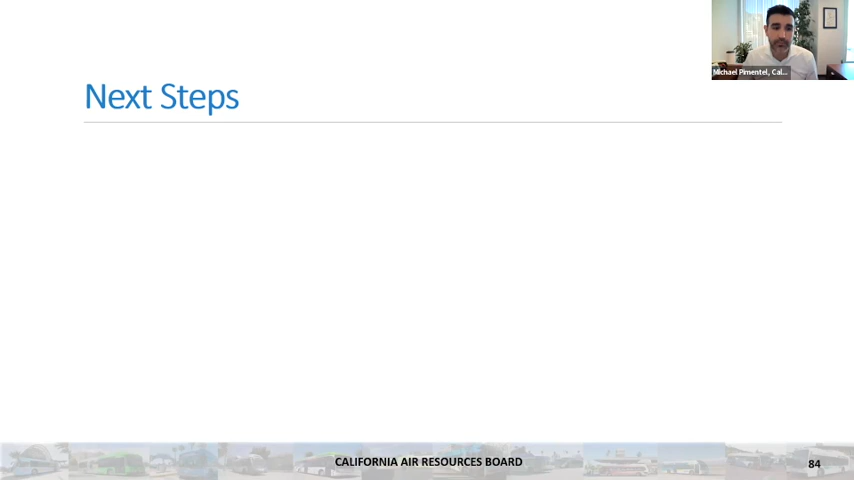 Michael Pimentel, Cal...
Next Steps
CALIFORNIA AIR RESOURCES BOARD
84